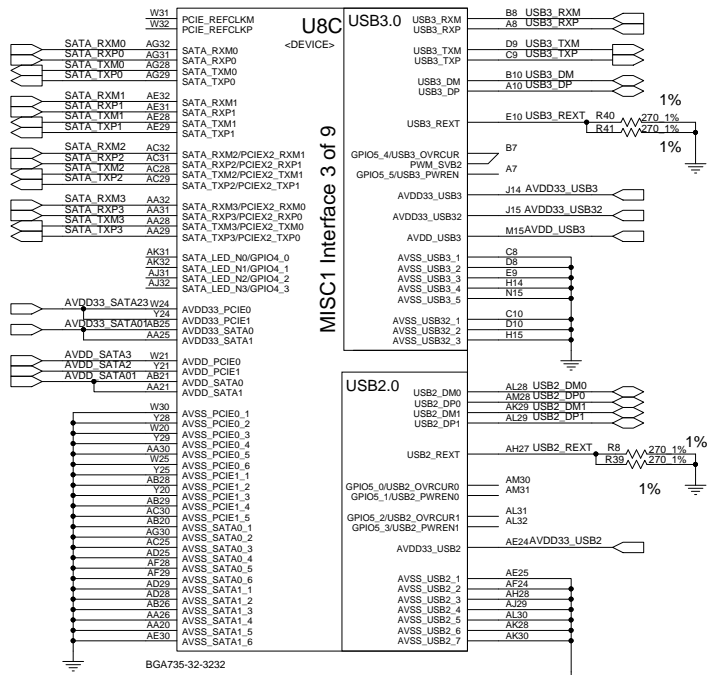 U8C
<DEVICE>
MISC1 Interface 3 of 9
W31 PCIE_REFCLKM
W32 PCIE_REFCLKP
SATA_RXM0 AG32 SATA_RXM0
SATA_RXP0 AG31 SATA_RXP0
SATA_TXM0 AG28 SATA_TXM0
SATA_TXP0 AG29 SATA_TXP0
SATA_RXM1 AE32 SATA_RXM1
SATA_RXP1 AE31 SATA_RXP1
SATA_TXM1 AE28 SATA_TXM1
SATA_TXP1 AE29 SATA_TXP1
SATA_RXM2 AC32 SATA_RXM2/PCIEX2_RXM1
SATA_RXP2 AC31 SATA_RXP2/PCIEX2_RXP1
SATA_TXM2 AC28 SATA_TXM2/PCIEX2_TXM1
SATA_TXP2 AC29 SATA_TXP2/PCIEX2_TXP1
SATA_RXM3 AA32 SATA_RXM3/PCIEX2_RXM0
SATA_RXP3 AA31 SATA_RXP3/PCIEX2_RXP0
SATA_TXM3 AA28 SATA_TXM3/PCIEX2_TXM0
SATA_TXP3 AA29 SATA_TXP3/PCIEX2_TXP0
AK31 SATA_LED_N0/GPIO4_0
AK32 SATA_LED_N1/GPIO4_1
AJ31 SATA_LED_N2/GPIO4_2
AJ32 SATA_LED_N3/GPIO4_3
AVDD33_SATA23 W24 AVDD33_PCIE0
Y24 AVDD33_PCIE1
AVDD33_SATA01 AB25 AVDD33_SATA0
AA25 AVDD33_SATA1
AVDD_SATA3 W21 AVDD_PCIE0
AVDD_SATA2 Y21 AVDD_PCIE1
AVDD_SATA01 AB21 AVDD_SATA0
AA21 AVDD_SATA1
W30 AVSS_PCIE0_1
Y28 AVSS_PCIE0_2
W20 AVSS_PCIE0_3
Y29 AVSS_PCIE0_4
AA30 AVSS_PCIE0_5
W25 AVSS_PCIE0_6
Y25 AVSS_PCIE1_1
AB28 AVSS_PCIE1_2
Y20 AVSS_PCIE1_3
AB29 AVSS_PCIE1_4
AC30 AVSS_PCIE1_5
AB20 AVSS_SATA0_1
AG30 AVSS_SATA0_2
AC25 AVSS_SATA0_3
AD25 AVSS_SATA0_4
AF28 AVSS_SATA0_5
AF29 AVSS_SATA0_6
AD29 AVSS_SATA1_1
AD28 AVSS_SATA1_2
AB26 AVSS_SATA1_3
AA26 AVSS_SATA1_4
AA20 AVSS_SATA1_5
AE30 AVSS_SATA1_6
BGA735-32-3232
USB3.0
USB3_RXM B8 USB3_RXM
USB3_RXP A8 USB3_RXP
USB3_TXM D9 USB3_TXM
USB3_TXP C9 USB3_TXP
USB3_DM B10 USB3_DM
USB3_DP A10 USB3_DP
1%
USB3_REXT E10 USB3_REXT R40 270_1%
R41 270_1%
1%
GPIO5_4/USB3_OVRCUR B7
PWM_SVB2
GPIO5_5/USB3_PWREN A7
AVDD33_USB3 J14 AVDD33_USB3
AVDD33_USB32 J15 AVDD33_USB32
AVDD_USB3 M15 AVDD_USB3
AVSS_USB3_1 C8
AVSS_USB3_2 D8
AVSS_USB3_3 E9
AVSS_USB3_4 H14
AVSS_USB3_5 N15
AVSS_USB32_1 C10
AVSS_USB32_2 D10
AVSS_USB32_3 H15
USB2.0
USB2_DM0 AL28 USB2_DM0
USB2_DP0 AM28 USB2_DP0
USB2_DM1 AK29 USB2_DM1
USB2_DP1 AL29 USB2_DP1
1%
USB2_REXT AH27 USB2_REXT R8 270_1%
R39 270_1%
1%
GPIO5_0/USB2_OVRCUR0 AM30
GPIO5_1/USB2_PWREN0 AM31
GPIO5_2/USB2_OVRCUR1 AL31
GPIO5_3/USB2_PWREN1 AL32
AVDD33_USB2 AE24 AVDD33_USB2
AVSS_USB2_1 AE25
AVSS_USB2_2 AF24
AVSS_USB2_3 AH28
AVSS_USB2_4 AJ29
AVSS_USB2_5 AL30
AVSS_USB2_6 AK28
AVSS_USB2_7 AK30